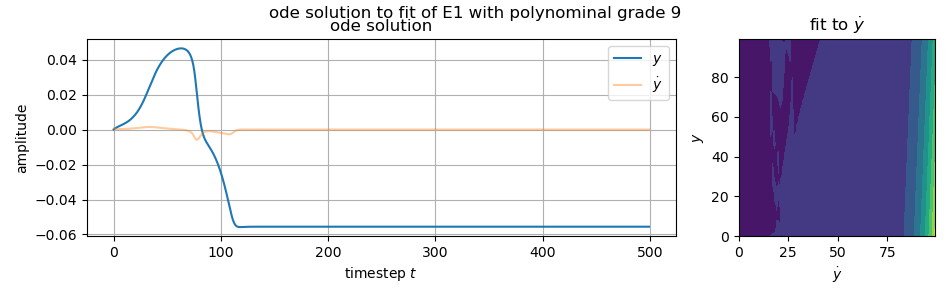 ode solution to fit of E1 with polynominal grade 9
ode solution
amplitude
0.04
0.02
0.00
−0.02
−0.04
−0.06
0
100
200
300
400
500
timestep t
y
ẏ
fit to ẏ
y
80
60
40
20
0
0
25
50
75
ẏ